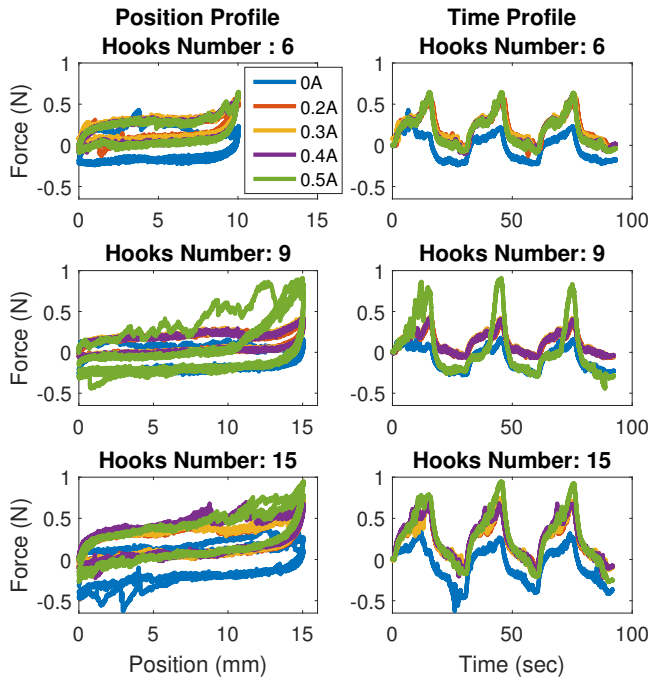 Position Profile
Hooks Number : 6
Time Profile
Hooks Number: 6
Force (N)
1
0.5
0
-0.5
0 5 10 15
0A
0.2A
0.3A
0.4A
0.5A
1
0.5
0
-0.5
0 50 100
Hooks Number: 9
Hooks Number: 9
Force (N)
1
0.5
0
-0.5
0 5 10 15
1
0.5
0
-0.5
0 50 100
Hooks Number: 15
Hooks Number: 15
Force (N)
1
0.5
0
-0.5
0 5 10 15
Position (mm)
1
0.5
0
-0.5
0 50 100
Time (sec)